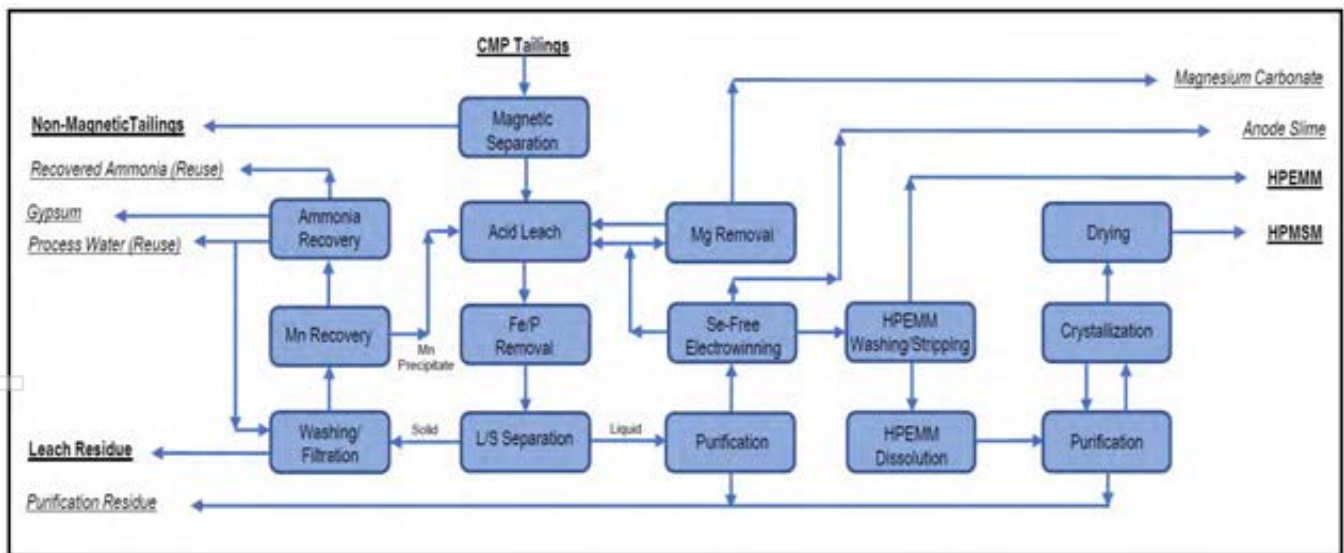 CMP Tailings
Magnetic
Separation
Magnesium Carbonate
Non-MagneticTailings
Anode Slime
Recovered Ammonia (Reuse)
HPEMM
Gypsum
Ammonia
Recovery
Acid Leach
Mg Removal
Drying
HPMSM
Process Water (Reuse)
Mn Recovery
Mn
Precipitate
Fe/P
Removal
Se-Free
Electrowinning
HPEMM
Washing/Stripping
Crystallization
Leach Residue
Washing/
Filtration
Solid
L/S Separation
Liquid
Purification
HPEMM
Dissolution
Purification
Purification Residue